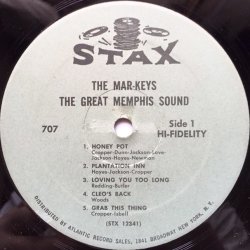 STAX
THE MAR-KEYS
THE GREAT MEMPHIS SOUND
707
Side 1
HI-FIDELITY
1. HONEY POT
Cropper-Dunn-Jackson-Love-
Jackson-Hayes-Newman
2. PLANTATION INN
Hayes-Jackson-Cropper
3. LOVING YOU TOO LONG
Redding-Butler
4. CLEO'S BACK
Woods
5. GRAB THIS THING
Cropper-Isbell
(STX 12341)
DISTRIBUTED BY ATLANTIC RECORD SALES, 1841 BROADWAY NEW YORK, N. Y.